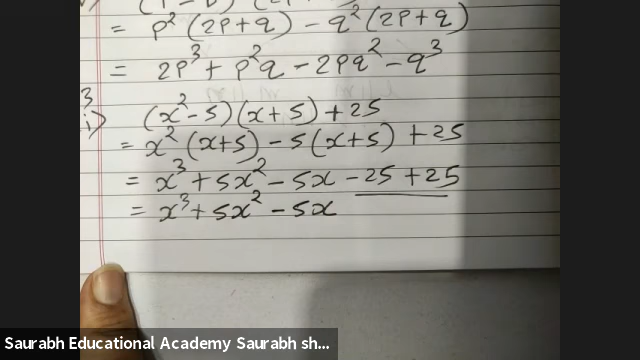 = p² (2p+q) - q² (2p+q)
= 2p³ + p²q - 2pq² - q³
3
i) (x²-5)(x+5)+25
= x² (x+5) - 5(x+5) + 25
= x³ + 5x² - 5x - 25 + 25
= x³ + 5x² - 5x
Saurabh Educational Academy Saurabh sh...